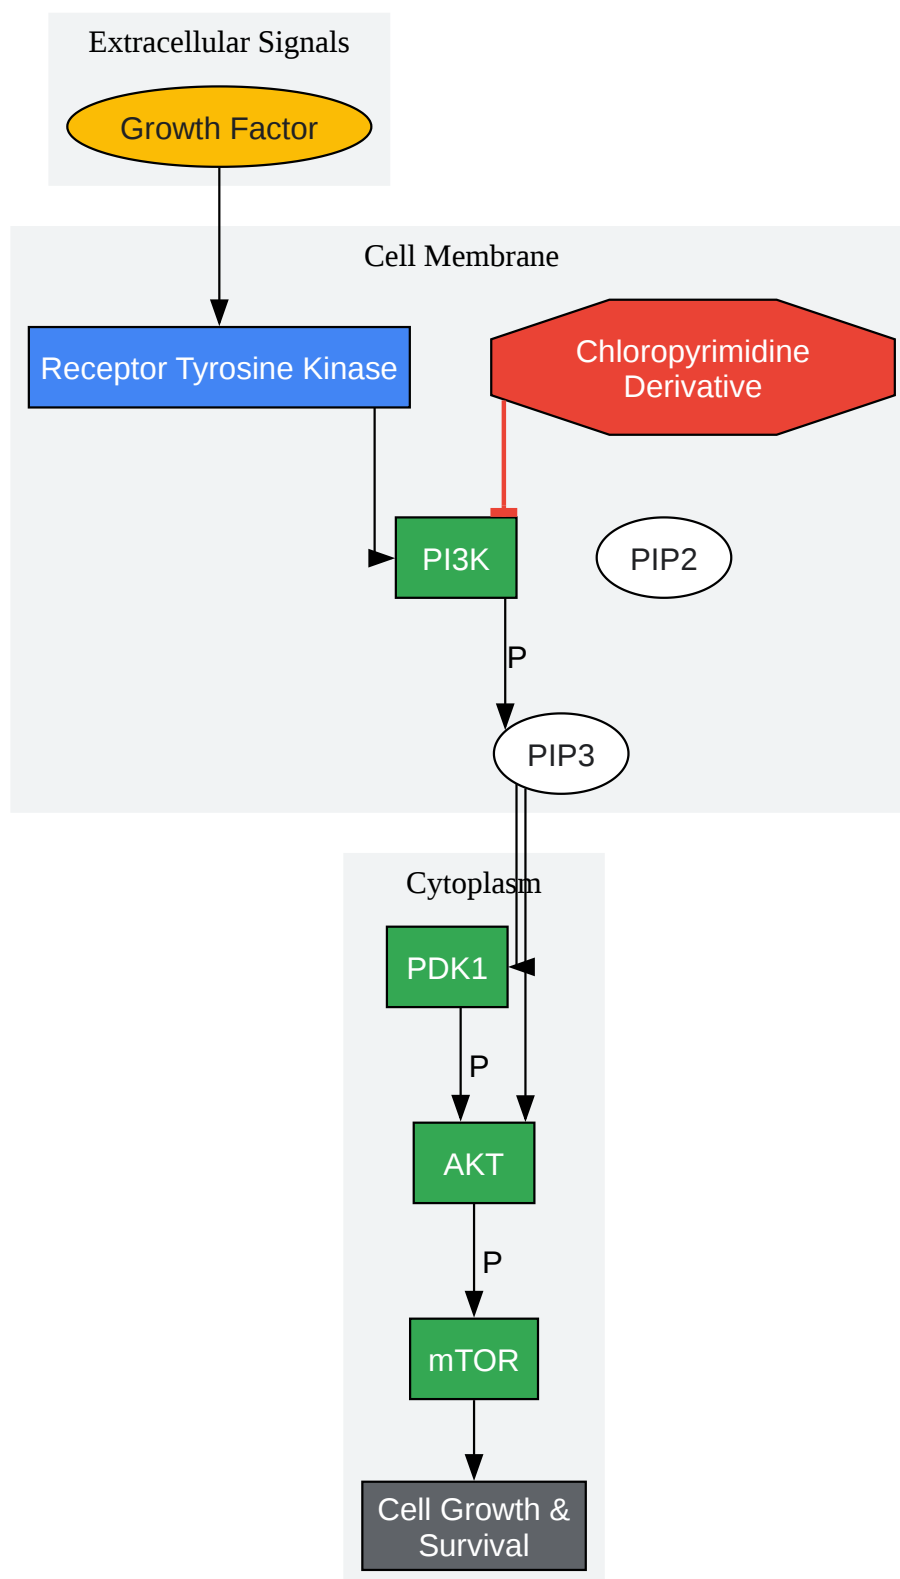 Extracellular Signals
Growth Factor
Cell Membrane
Receptor Tyrosine Kinase
Chloropyrimidine
Derivative
PI3K
PIP2
P
PIP3
Cytoplasm
PDK1
P
AKT
P
mTOR
Cell Growth &
Survival